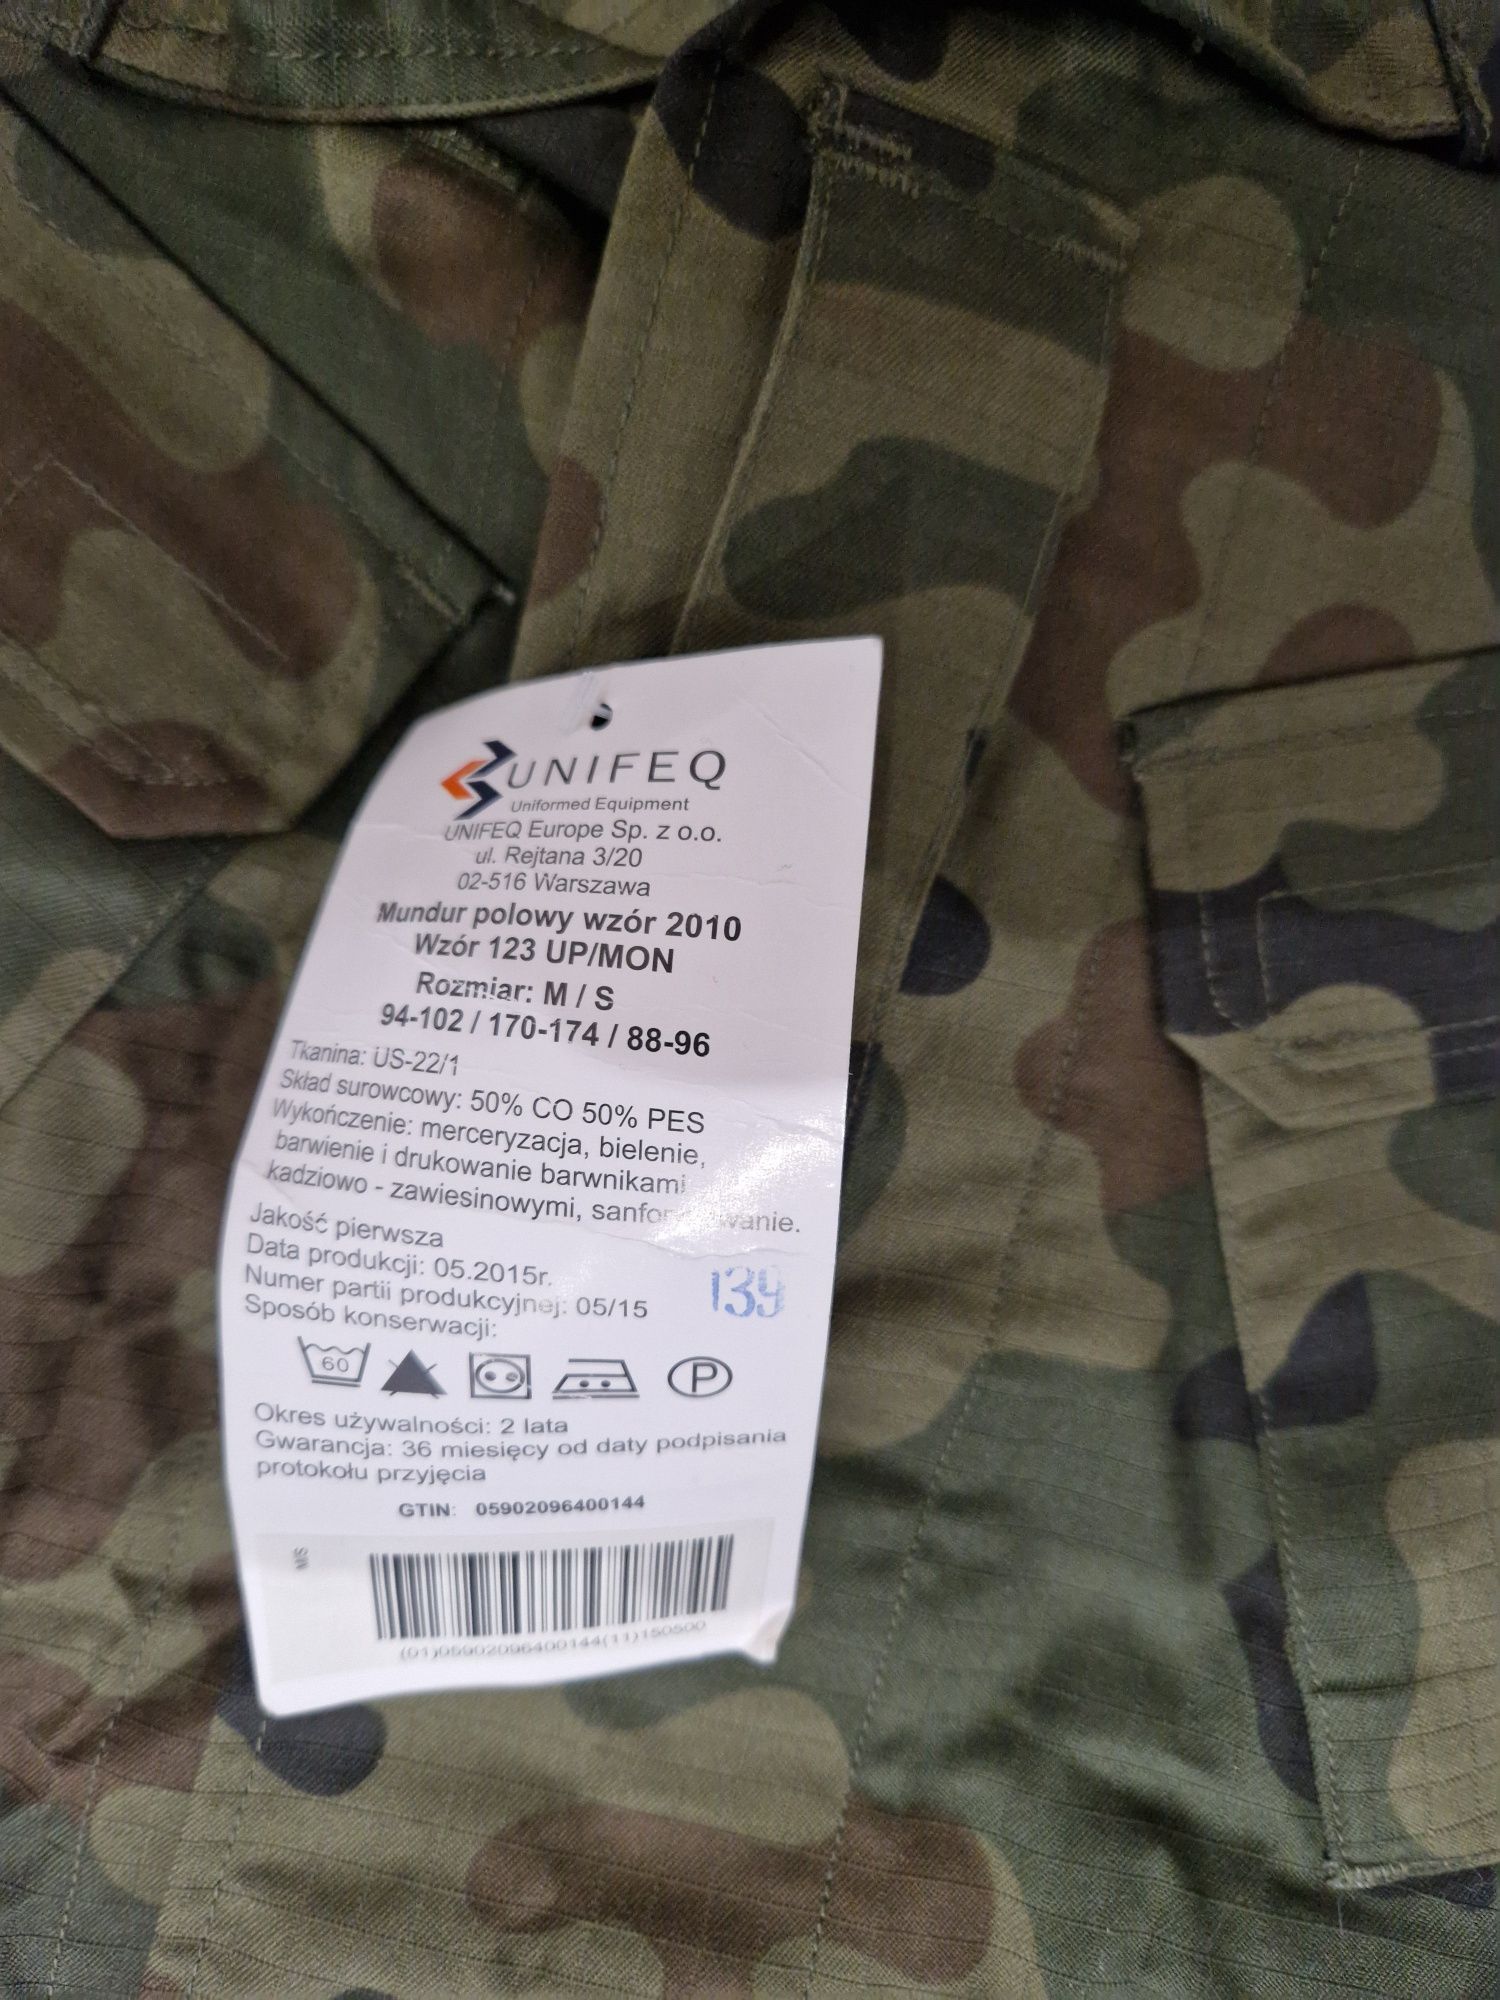 UNIFEQ
Uniformed Equipment
UNIFEQ Europe Sp. z o.o.
ul. Rejtana 3/20
02-516 Warszawa
Mundur polowy wzór 2010
Wzór 123 UP/MON
Rozmiar: M / S
94-102 / 170-174 / 88-96
Tkanina: US-22/1
Skład surowcowy: 50% CO 50% PES
Wykończenie: merceryzacja, bielenie,
barwienie i drukowanie barwnikami
kadziowo - zawiesinowymi,
Jakość pierwsza
Data produkcji: 05.2015r.
Numer partii produkcyjnej: 05/15
139
Sposób konserwacji:
60
P
Okres używalności: 2 lata
Gwarancja: 36 miesięcy od daty podpisania
protokołu przyjęcia
GTIN: 05902096400144
M/S
(01)05902096400144(11)150500